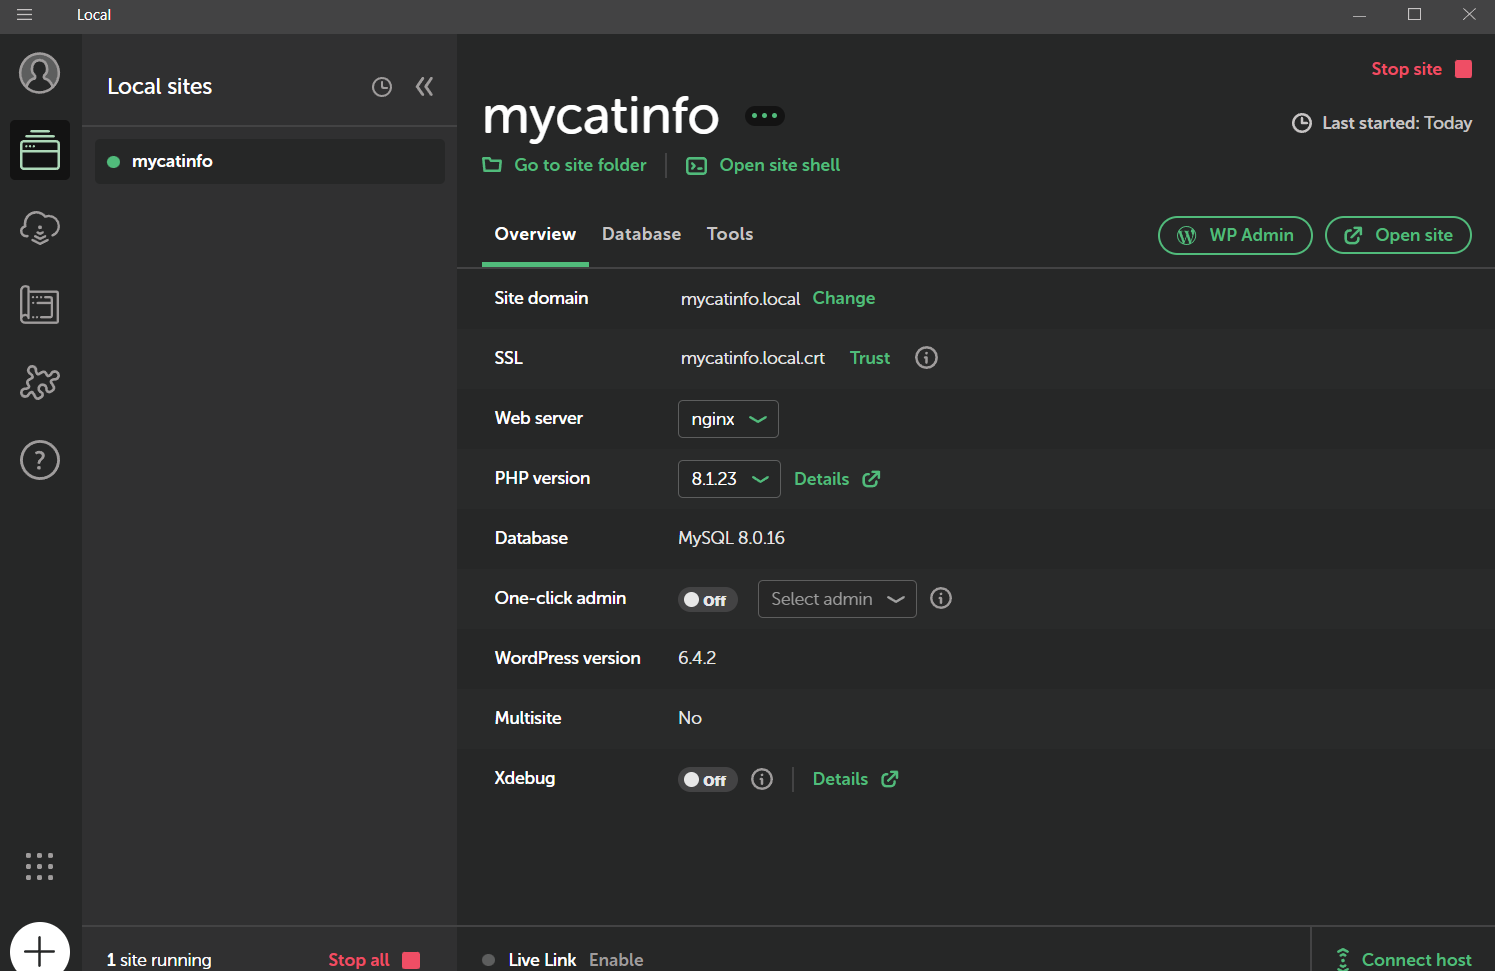 Local
Local sites
mycatinfo
Stop site
mycatinfo
Last started: Today
Go to site folder
Open site shell
Overview
Database
Tools
WP Admin
Open site
Site domain
mycatinfo.local
Change
SSL
mycatinfo.local.crt
Trust
Web server
nginx
PHP version
8.1.23
Details
Database
MySQL 8.0.16
One-click admin
Off
Select admin
WordPress version
6.4.2
Multisite
No
Xdebug
Off
Details
1 site running
Stop all
Live Link
Enable
Connect host